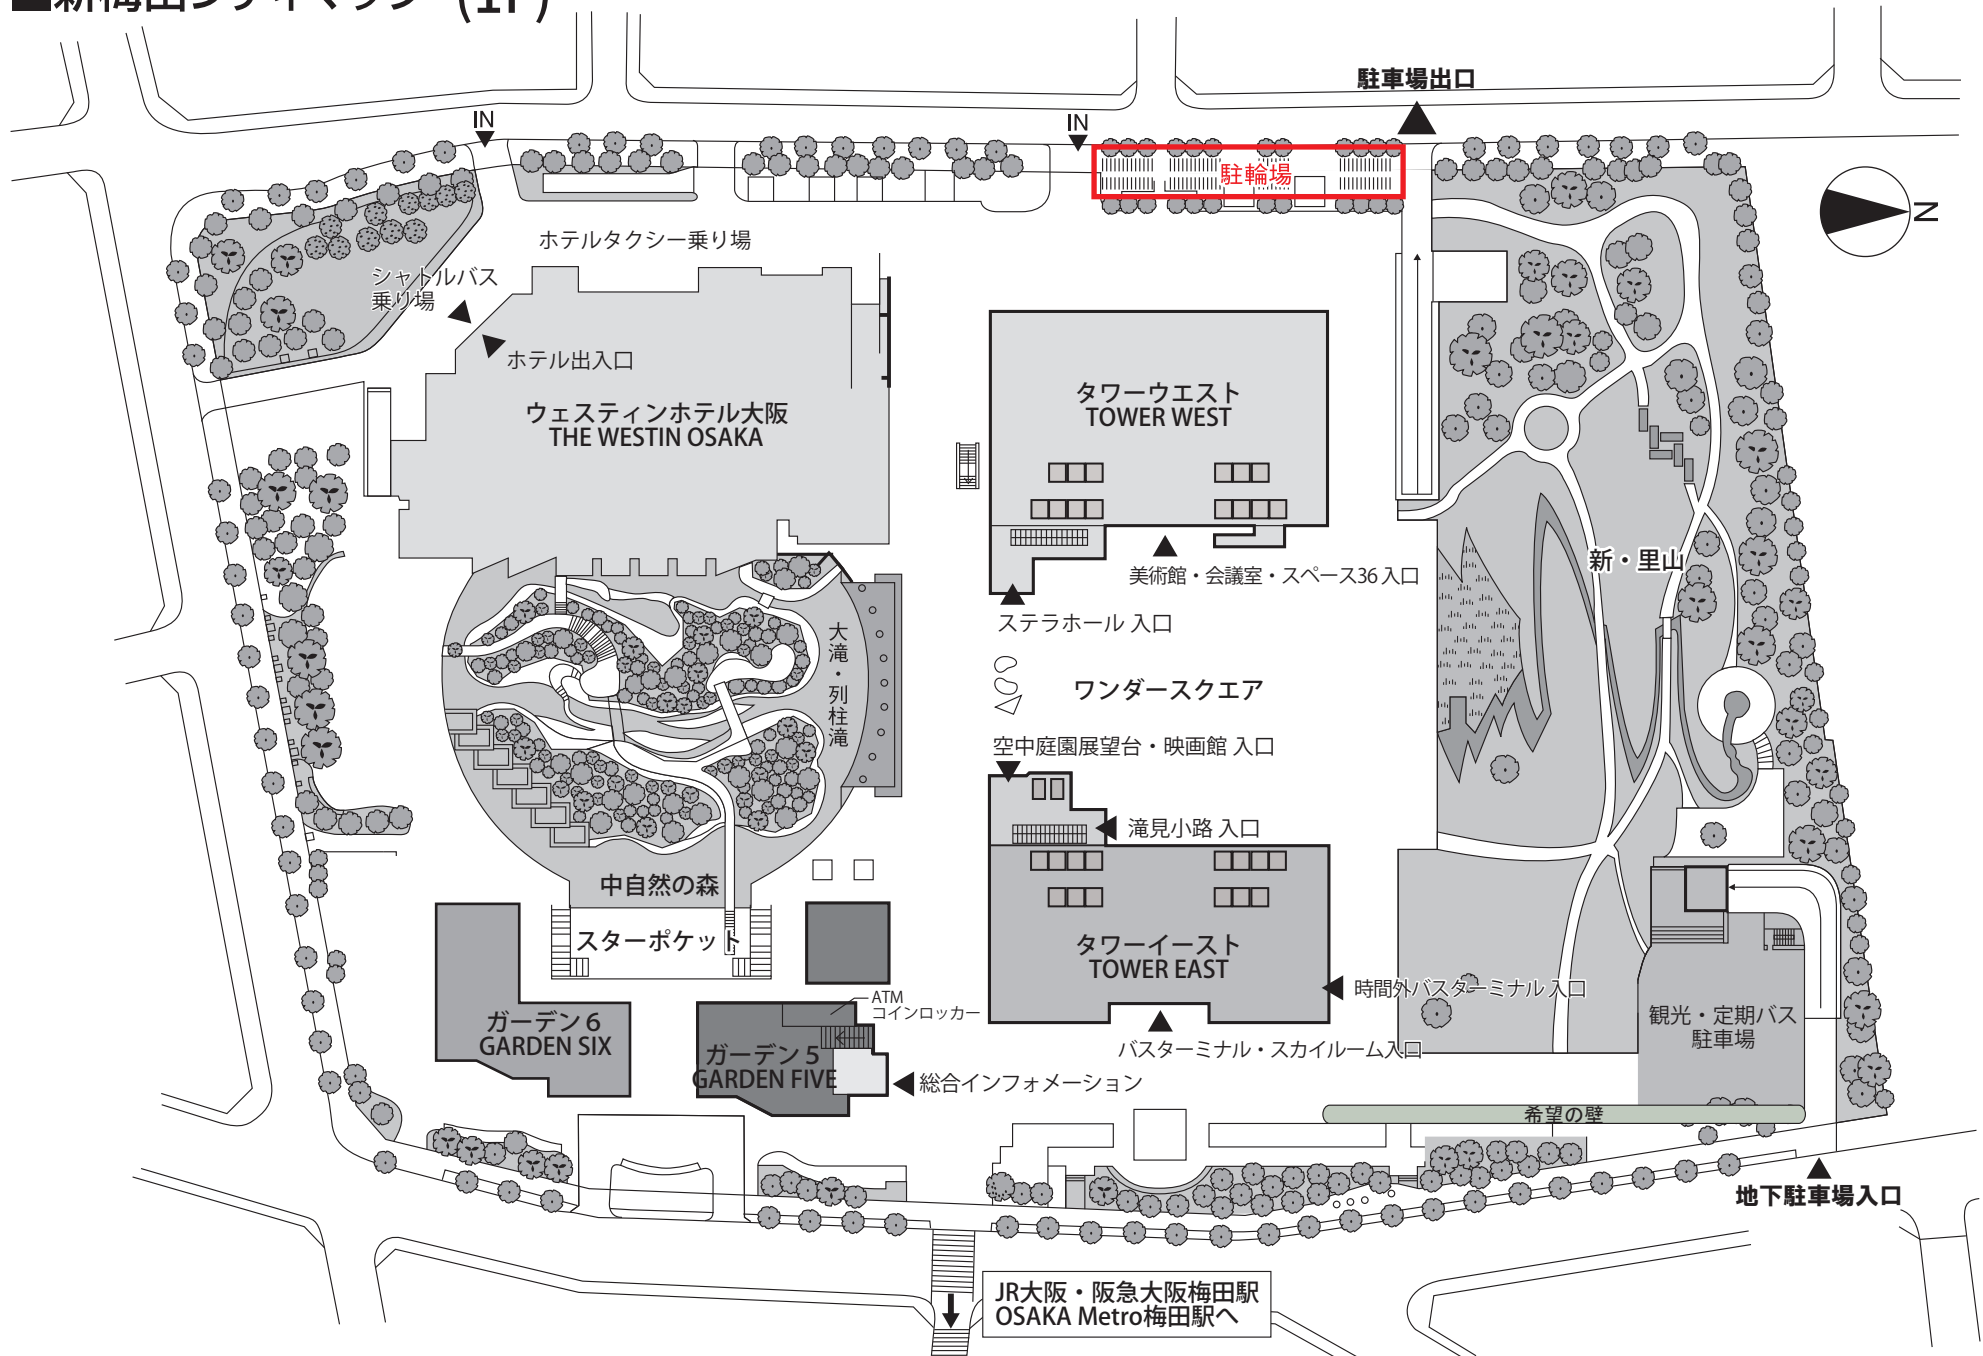 ■新梅田シティマップ (1F)
駐車場出口
IN
IN
駐輪場
N
ホテルタクシー乗り場
シャトルバス
乗り場
ホテル出入口
ウェスティンホテル大阪
THE WESTIN OSAKA
タワーウエスト
TOWER WEST
新・里山
美術館・会議室・スペース36 入口
ステラホール 入口
大滝・列柱滝
ワンダースクエア
空中庭園展望台・映画館 入口
滝見小路 入口
中自然の森
スターポケット
タワーイースト
TOWER EAST
時間外バスターミナル 入口
ATM
コインロッカー
ガーデン 6
GARDEN SIX
ガーデン 5
GARDEN FIVE
観光・定期バス
駐車場
バスターミナル・スカイルーム入口
総合インフォメーション
希望の壁
地下駐車場入口
JR大阪・阪急大阪梅田駅
OSAKA Metro梅田駅へ